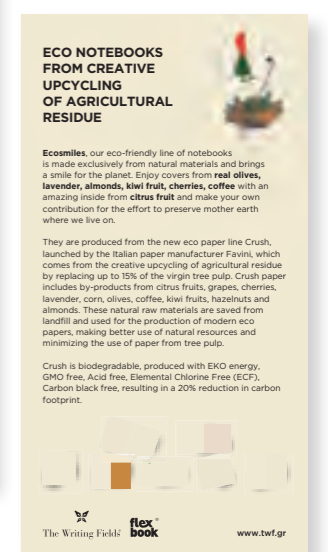 ECO NOTEBOOKS
FROM CREATIVE
UPCYCLING
OF AGRICULTURAL
RESIDUE
Ecosmiles, our eco-friendly line of notebooks
is made exclusively from natural materials and brings
a smile for the planet. Enjoy covers from real olives,
lavender, almonds, kiwi fruit, cherries, coffee with an
amazing inside from citrus fruit and make your own
contribution for the effort to preserve mother earth
where we live on.
They are produced from the new eco paper line Crush,
launched by the Italian paper manufacturer Favini, which
comes from the creative upcycling of agricultural residue
by replacing up to 15% of the virgin tree pulp. Crush paper
includes by-products from citrus fruits, grapes, cherries,
lavender, corn, olives, coffee, kiwi fruits, hazelnuts and
almonds. These natural raw materials are saved from
landfill and used for the production of modern eco
papers, making better use of natural resources and
minimizing the use of paper from tree pulp.
Crush is biodegradable, produced with EKO energy,
GMO free, Acid free, Elemental Chlorine Free (ECF),
Carbon black free, resulting in a 20% reduction in carbon
footprint.
The Writing Fields®
flex®
book
www.twf.gr